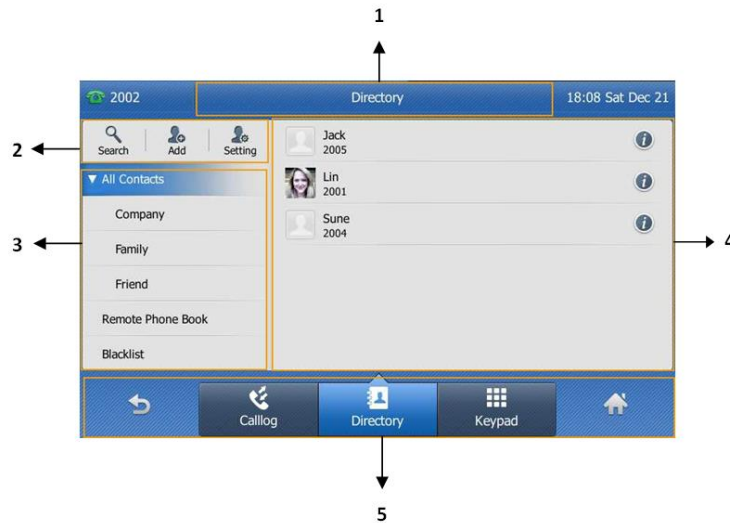 1
2002 Directory 18:08 Sat Dec 21
2
Search Add Setting
Jack
2005
All Contacts
Lin
2001
Company
Sune
2004
3
4
Family
Friend
Remote Phone Book
Blacklist
Calllog Directory Keypad
5